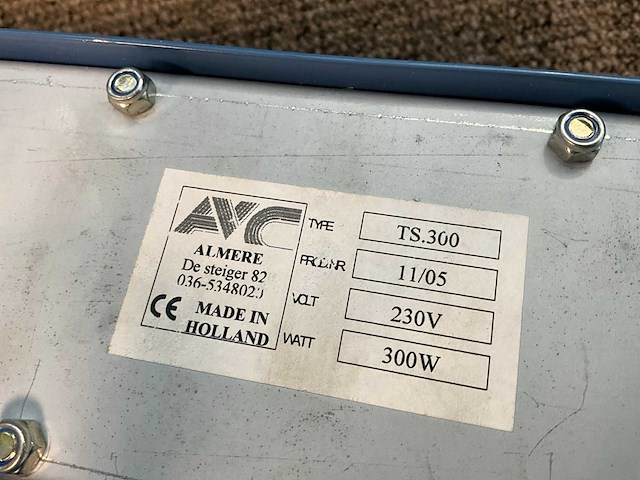 AVC
ALMERE
De steiger 82
CE MADE IN
HOLLAND
TYPE TS.300
PROD.NR 11/05
VOLT 230V
WATT 300W